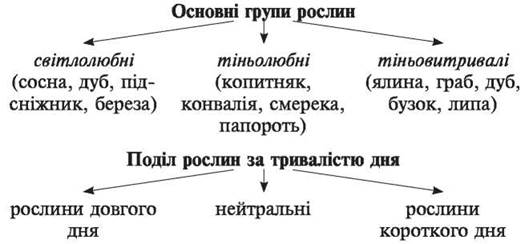 Основні групи рослин
світлолюбні тіньолюбні тіньовитривалі
(сосна, дуб, під- (копитняк, (ялина, граб, дуб,
сніжник, береза) конвалія, смерека, бузок, липа)
папороть)
Поділ рослин за тривалістю дня
рослини довгого нейтральні рослини
дня короткого дня